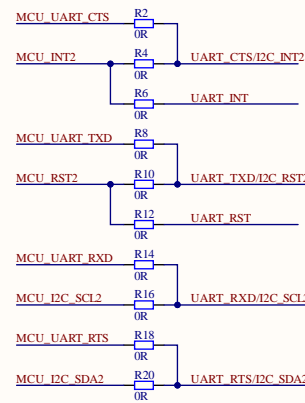 MCU_UART_CTS R2
0R
MCU_INT2 R4 UART_CTS/I2C_INT2
0R
R6 UART_INT
0R
MCU_UART_TXD R8
0R
MCU_RST2 R10 UART_TXD/I2C_RST2
0R
R12 UART_RST
0R
MCU_UART_RXD R14
0R
MCU_I2C_SCL2 R16 UART_RXD/I2C_SCL2
0R
MCU_UART_RTS R18
0R
MCU_I2C_SDA2 R20 UART_RTS/I2C_SDA2
0R